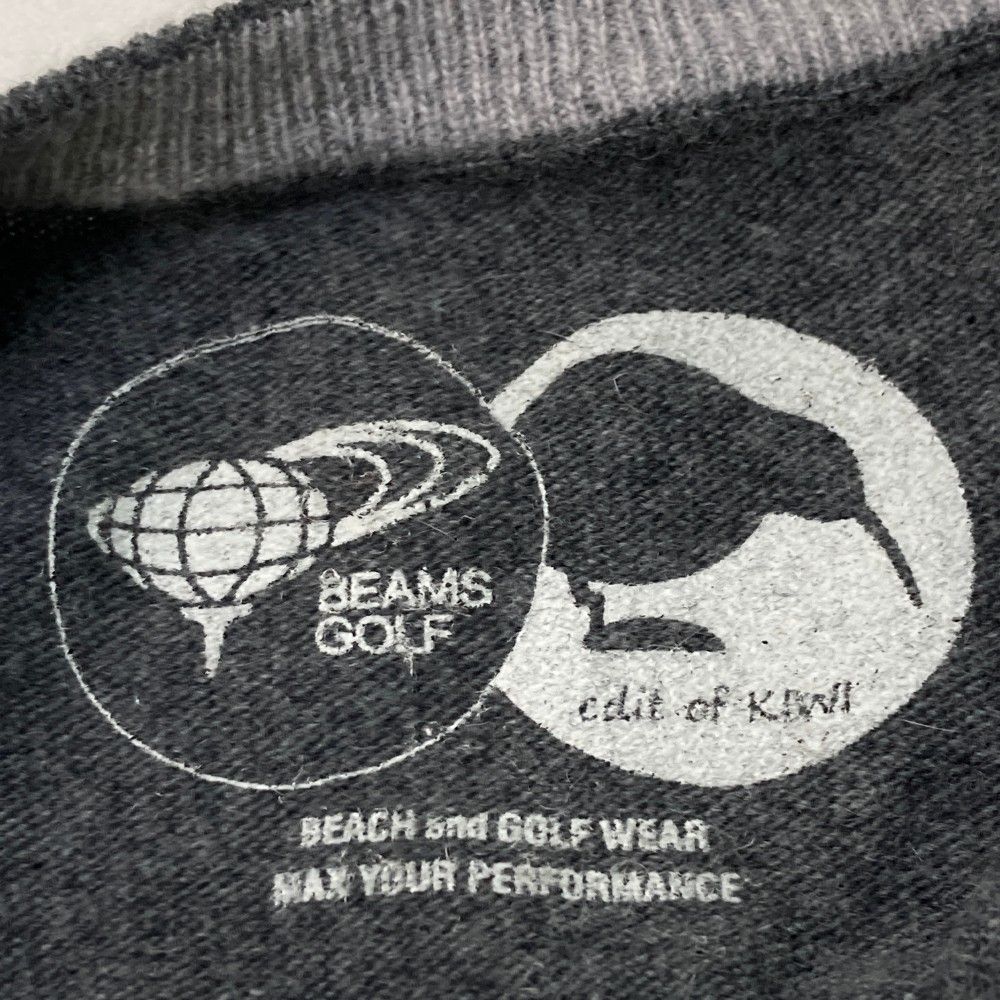 BEAMS
GOLF
edit of KIWI
BEACH and GOLF WEAR
MAX YOUR PERFORMANCE